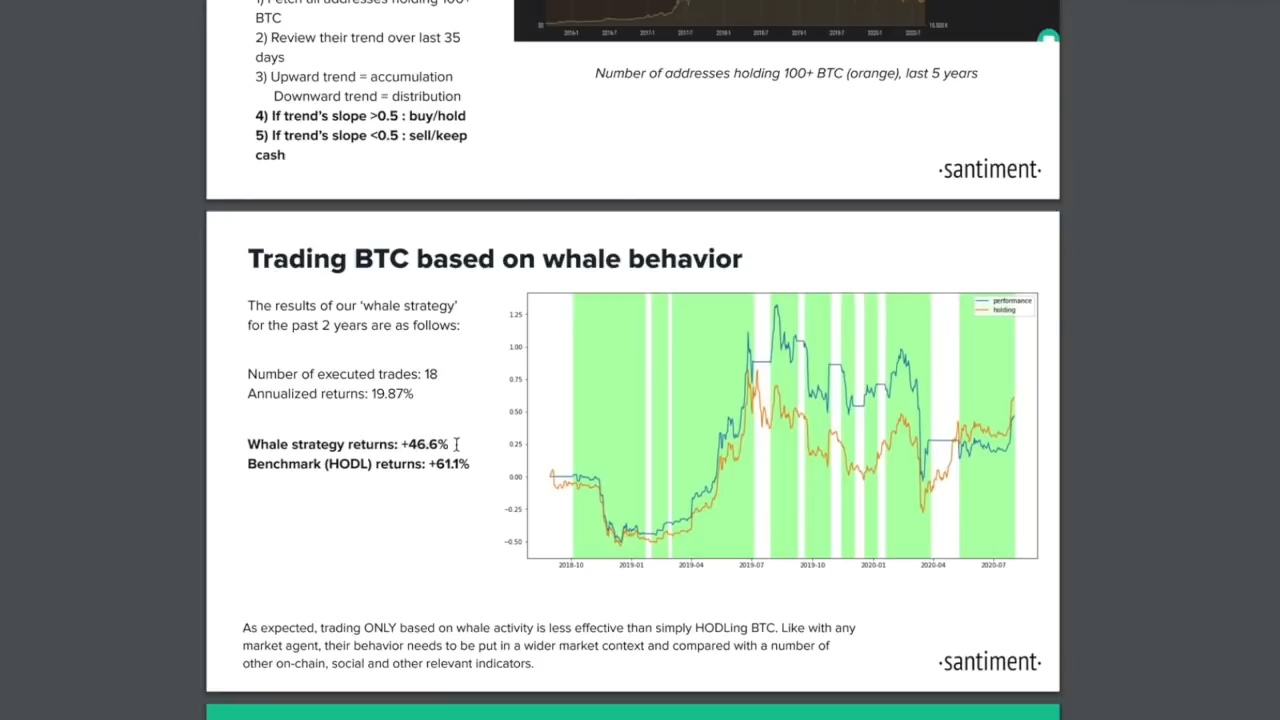 BTC
2) Review their trend over last 35
days
3) Upward trend = accumulation
Downward trend = distribution
4) If trend's slope >0.5 : buy/hold
5) If trend's slope <0.5 : sell/keep
cash
Number of addresses holding 100+ BTC (orange), last 5 years
·santiment·
Trading BTC based on whale behavior
The results of our 'whale strategy'
for the past 2 years are as follows:
Number of executed trades: 18
Annualized returns: 19.87%
Whale strategy returns: +46.6%
Benchmark (HODL) returns: +61.1%
performance
holding
1.25
1.00
0.75
0.50
0.25
0.00
−0.25
−0.50
2018-10 2019-01 2019-04 2019-07 2019-10 2020-01 2020-04 2020-07
As expected, trading ONLY based on whale activity is less effective than simply HODLing BTC. Like with any
market agent, their behavior needs to be put in a wider market context and compared with a number of
other on-chain, social and other relevant indicators.
·santiment·